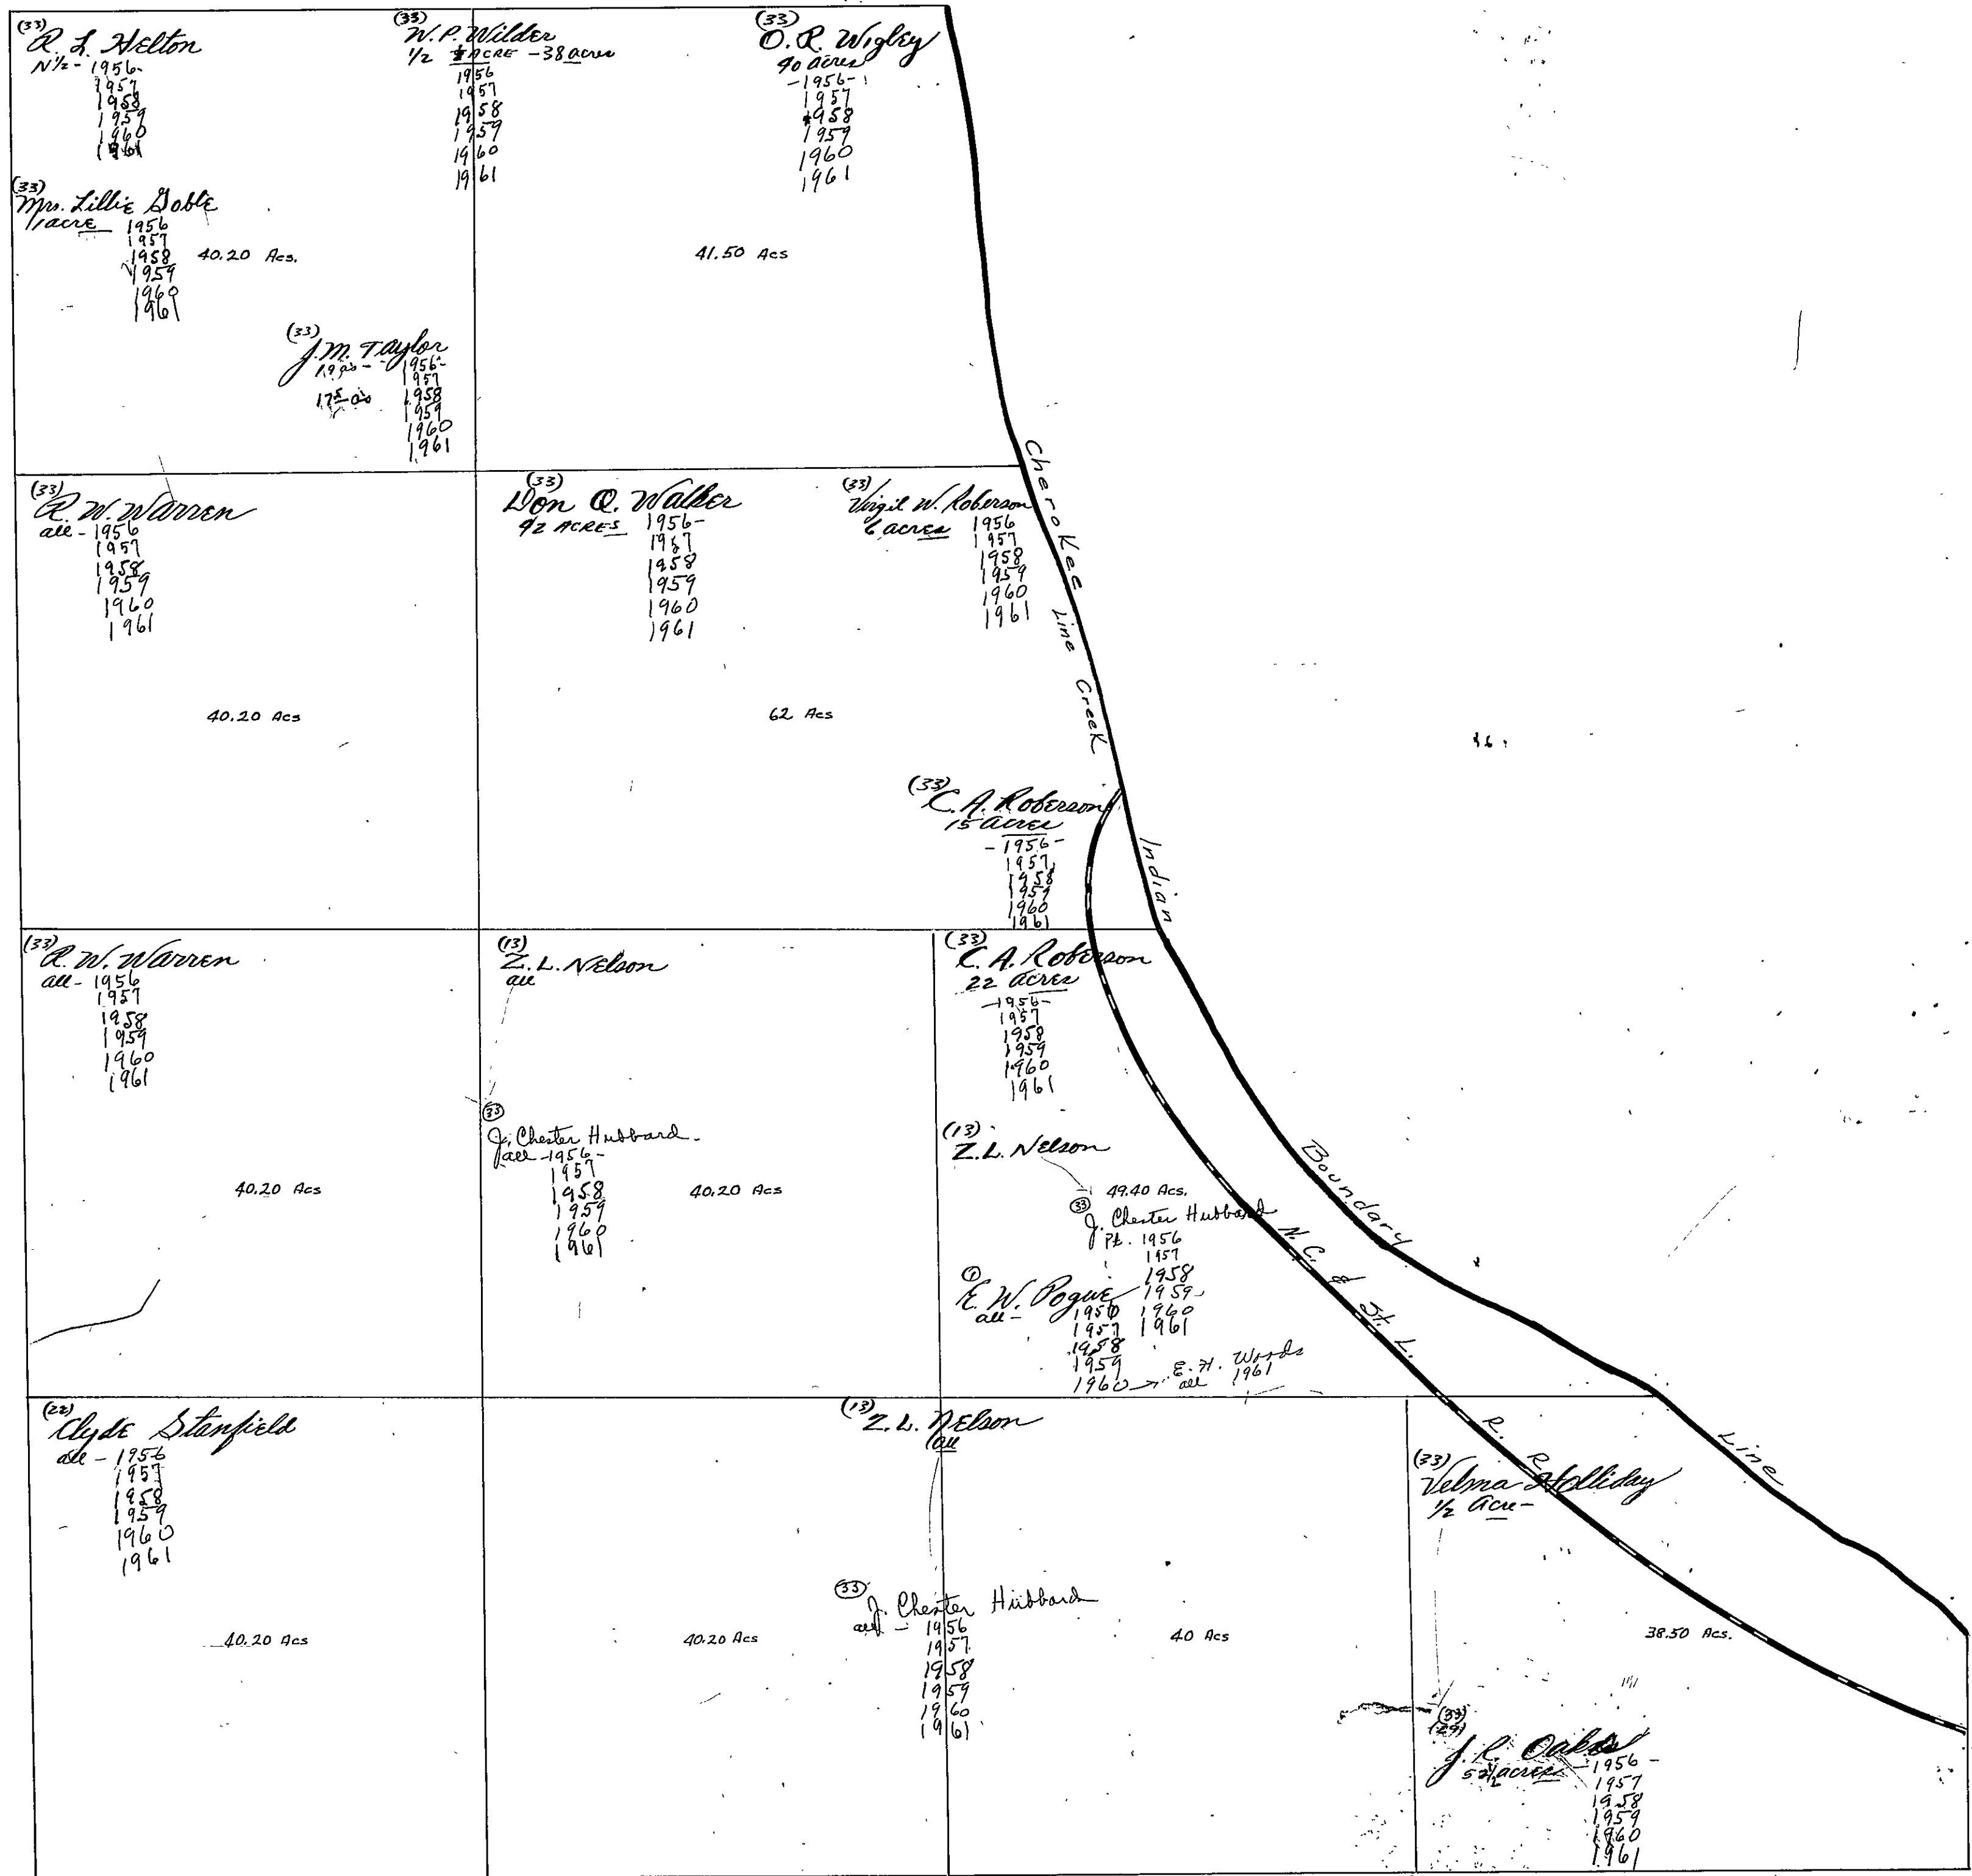 (33)
R. L. Helton
N½ - 1956 -
1957
1958
1959
1960
1961
(33)
W. P. Wilder
1/2 ACRE - 38 acres
1956
1957
1958
1959
1960
1961
(33)
O. R. Wigley
40 acres
- 1956 -
1957
1958
1959
1960
1961
(33)
Mrs. Lillie Goble
1 acre 1956
1957
1958
1959
1960
1961
40.20 Acs.
41.50 Acs
(33)
J. M. Taylor
1956 -
1957
1958
1959
1960
1961
(33)
R. W. Warren
all - 1956
1957
1958
1959
1960
1961
40.20 Acs
(33)
Don Q. Walker
42 ACRES 1956 -
1957
1958
1959
1960
1961
(33)
Virgil W. Roberson
6 acres 1956
1957
1958
1959
1960
1961
62 Acs
(33)
C. A. Roberson
15 acres
- 1956 -
1957
1958
1959
1960
1961
Cherokee Line Creek
Indian Boundary Line
(33)
R. W. Warren
all - 1956
1957
1958
1959
1960
1961
40.20 Acs
(13)
Z. L. Nelson
all
(33)
J. Chester Hubbard
all - 1956 -
1957
1958
1959
1960
1961
40.20 Acs
(33)
C. A. Roberson
22 acres
- 1956 -
1957
1958
1959
1960
1961
(13)
Z. L. Nelson
49.40 Acs.
(33)
J. Chester Hubbard
Pt. 1956
1957
1958
1959
1960
1961
E. W. Pogue
all - 1956
1957
1958
1959
1960
E. H. Woods
all 1961
N. C. & St. L. R. R.
(22)
Clyde Stanfield
all - 1956
1957
1958
1959
1960
1961
40.20 Acs
(13)
Z. L. Nelson
all
(33)
J. Chester Hubbard
all - 1956
1957
1958
1959
1960
1961
40.20 Acs
40 Acs
(33)
Velma Holliday
1/2 Acre -
38.50 Acs.
(33)
J. R. Oaks
acres - 1956 -
1957
1958
1959
1960
1961